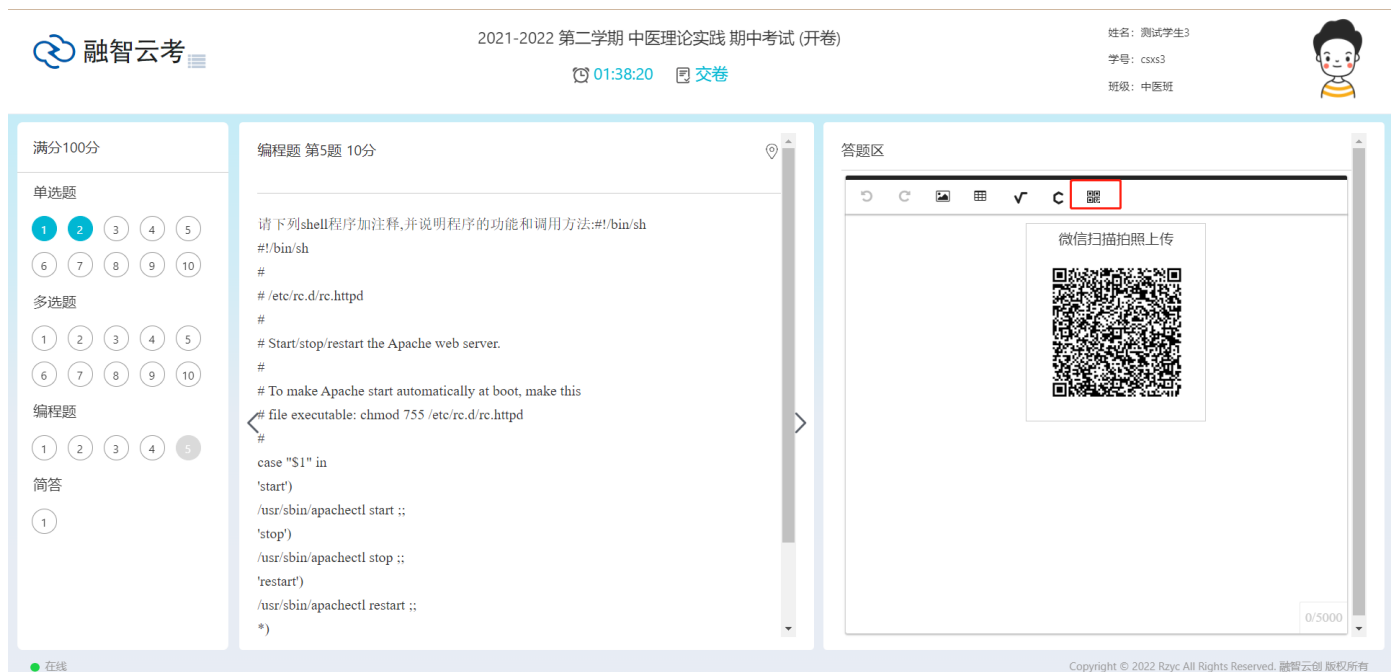 融智云考
2021-2022 第二学期 中医理论实践 期中考试 (开卷)
01:38:20 交卷
姓名：测试学生3
学号：csxs3
班级：中医班
满分100分
单选题
1 2 3 4 5
6 7 8 9 10
多选题
1 2 3 4 5
6 7 8 9 10
编程题
1 2 3 4 5
简答
1
编程题 第5题 10分
请下列shell程序加注释,并说明程序的功能和调用方法:#!/bin/sh
#!/bin/sh
#
# /etc/rc.d/rc.httpd
#
# Start/stop/restart the Apache web server.
#
# To make Apache start automatically at boot, make this
# file executable: chmod 755 /etc/rc.d/rc.httpd
#
case "$1" in
'start')
/usr/sbin/apachectl start ;;
'stop')
/usr/sbin/apachectl stop ;;
'restart')
/usr/sbin/apachectl restart ;;
*)
答题区
微信扫描拍照上传
0/5000
在线
Copyright © 2022 Rzyc All Rights Reserved. 融智云创 版权所有